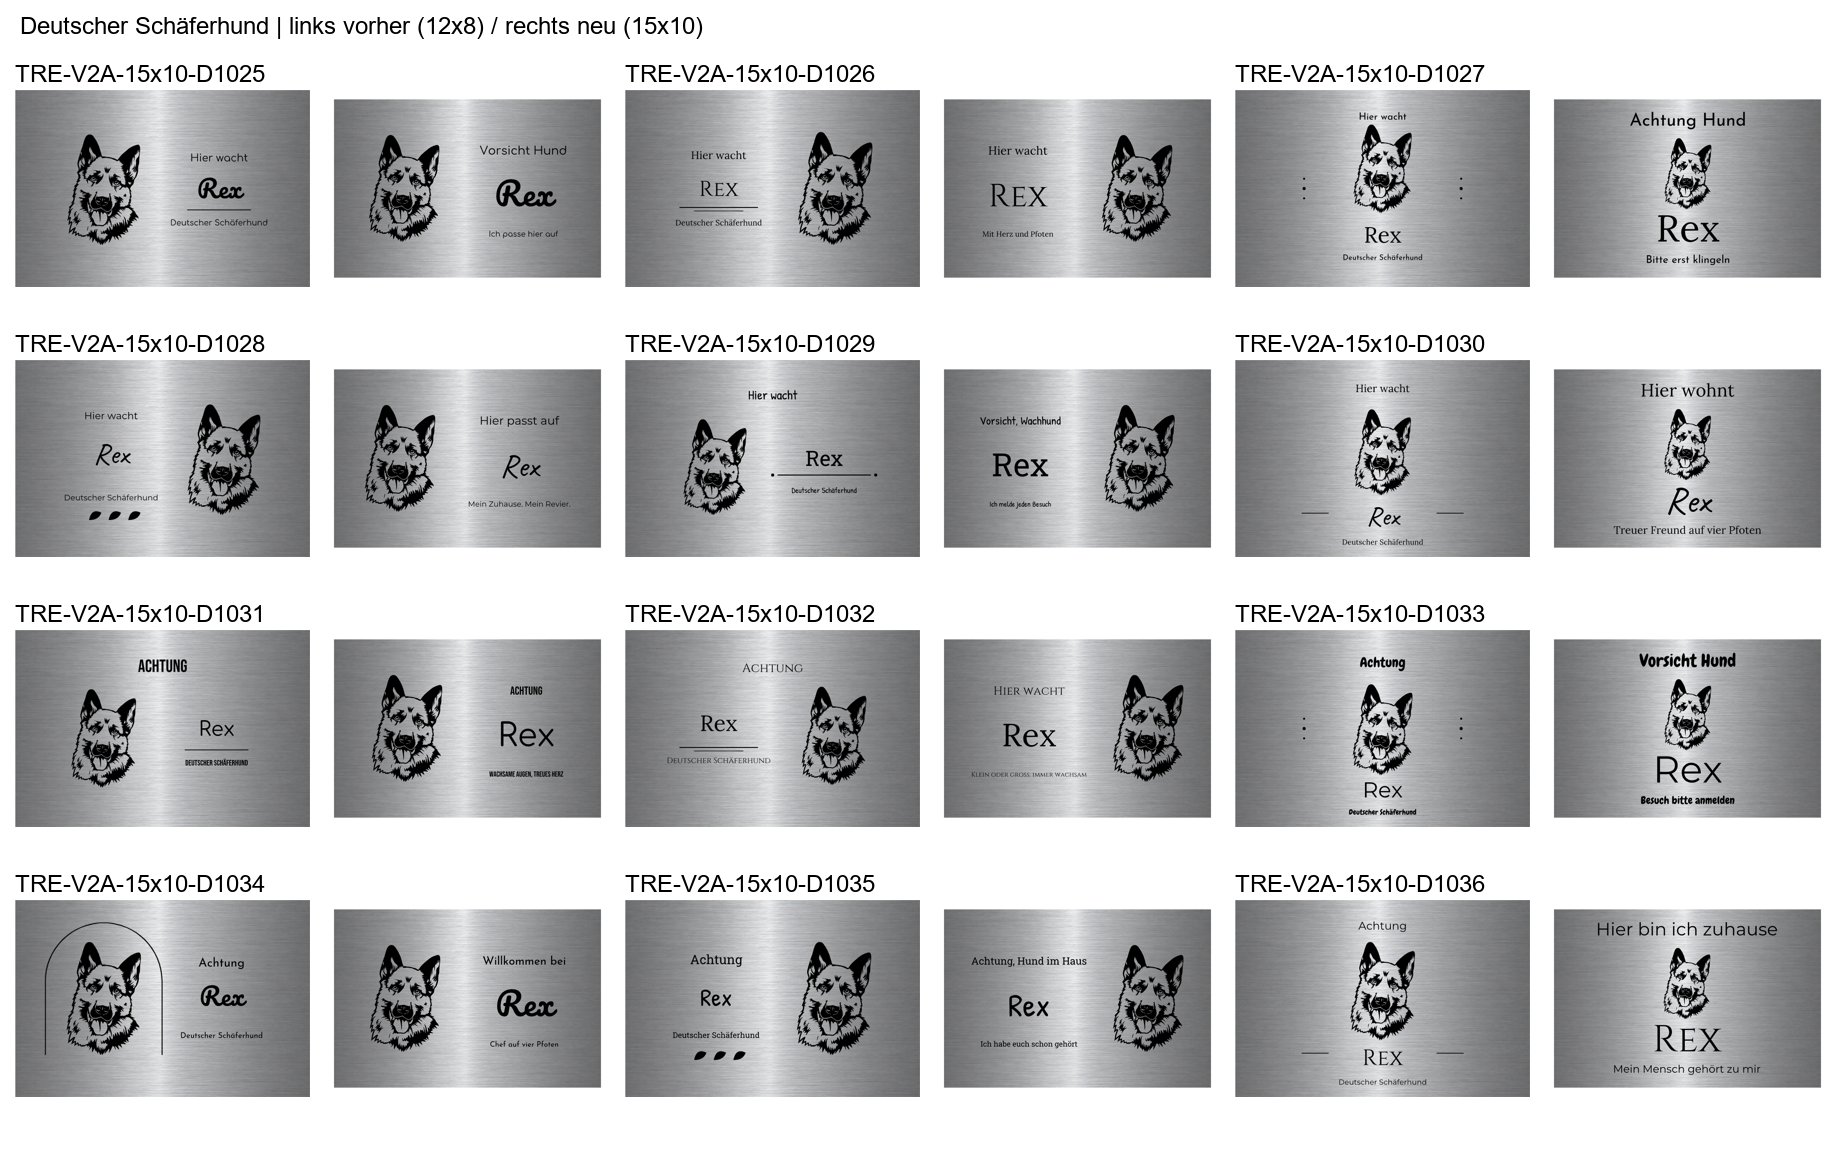 Deutscher Schäferhund | links vorher (12x8) / rechts neu (15x10)
TRE-V2A-15x10-D1025
Hier wacht
Rex
Deutscher Schäferhund
Vorsicht Hund
Rex
Ich passe hier auf
TRE-V2A-15x10-D1026
Hier wacht
Rex
Deutscher Schäferhund
Hier wacht
Rex
Mit Herz und Pfoten
TRE-V2A-15x10-D1027
Hier wacht
Rex
Deutscher Schäferhund
Achtung Hund
Rex
Bitte erst klingeln
TRE-V2A-15x10-D1028
Hier wacht
Rex
Deutscher Schäferhund
Hier passt auf
Rex
Mein Zuhause. Mein Revier.
TRE-V2A-15x10-D1029
Hier wacht
Rex
Deutscher Schäferhund
Vorsicht, Wachhund
Rex
Ich melde jeden Besuch
TRE-V2A-15x10-D1030
Hier wacht
Rex
Deutscher Schäferhund
Hier wohnt
Rex
Treuer Freund auf vier Pfoten
TRE-V2A-15x10-D1031
ACHTUNG
Rex
DEUTSCHER SCHÄFERHUND
ACHTUNG
Rex
WACHSAME AUGEN, TREUES HERZ
TRE-V2A-15x10-D1032
Achtung
Rex
Deutscher Schäferhund
Hier wacht
Rex
Klein oder gross, immer wachsam
TRE-V2A-15x10-D1033
Achtung
Rex
Deutscher Schäferhund
Vorsicht Hund
Rex
Besuch bitte anmelden
TRE-V2A-15x10-D1034
Achtung
Rex
Deutscher Schäferhund
Willkommen bei
Rex
Chef auf vier Pfoten
TRE-V2A-15x10-D1035
Achtung
Rex
Deutscher Schäferhund
Achtung, Hund im Haus
Rex
Ich habe euch schon gehört
TRE-V2A-15x10-D1036
Achtung
Rex
Deutscher Schäferhund
Hier bin ich zuhause
Rex
Mein Mensch gehört zu mir